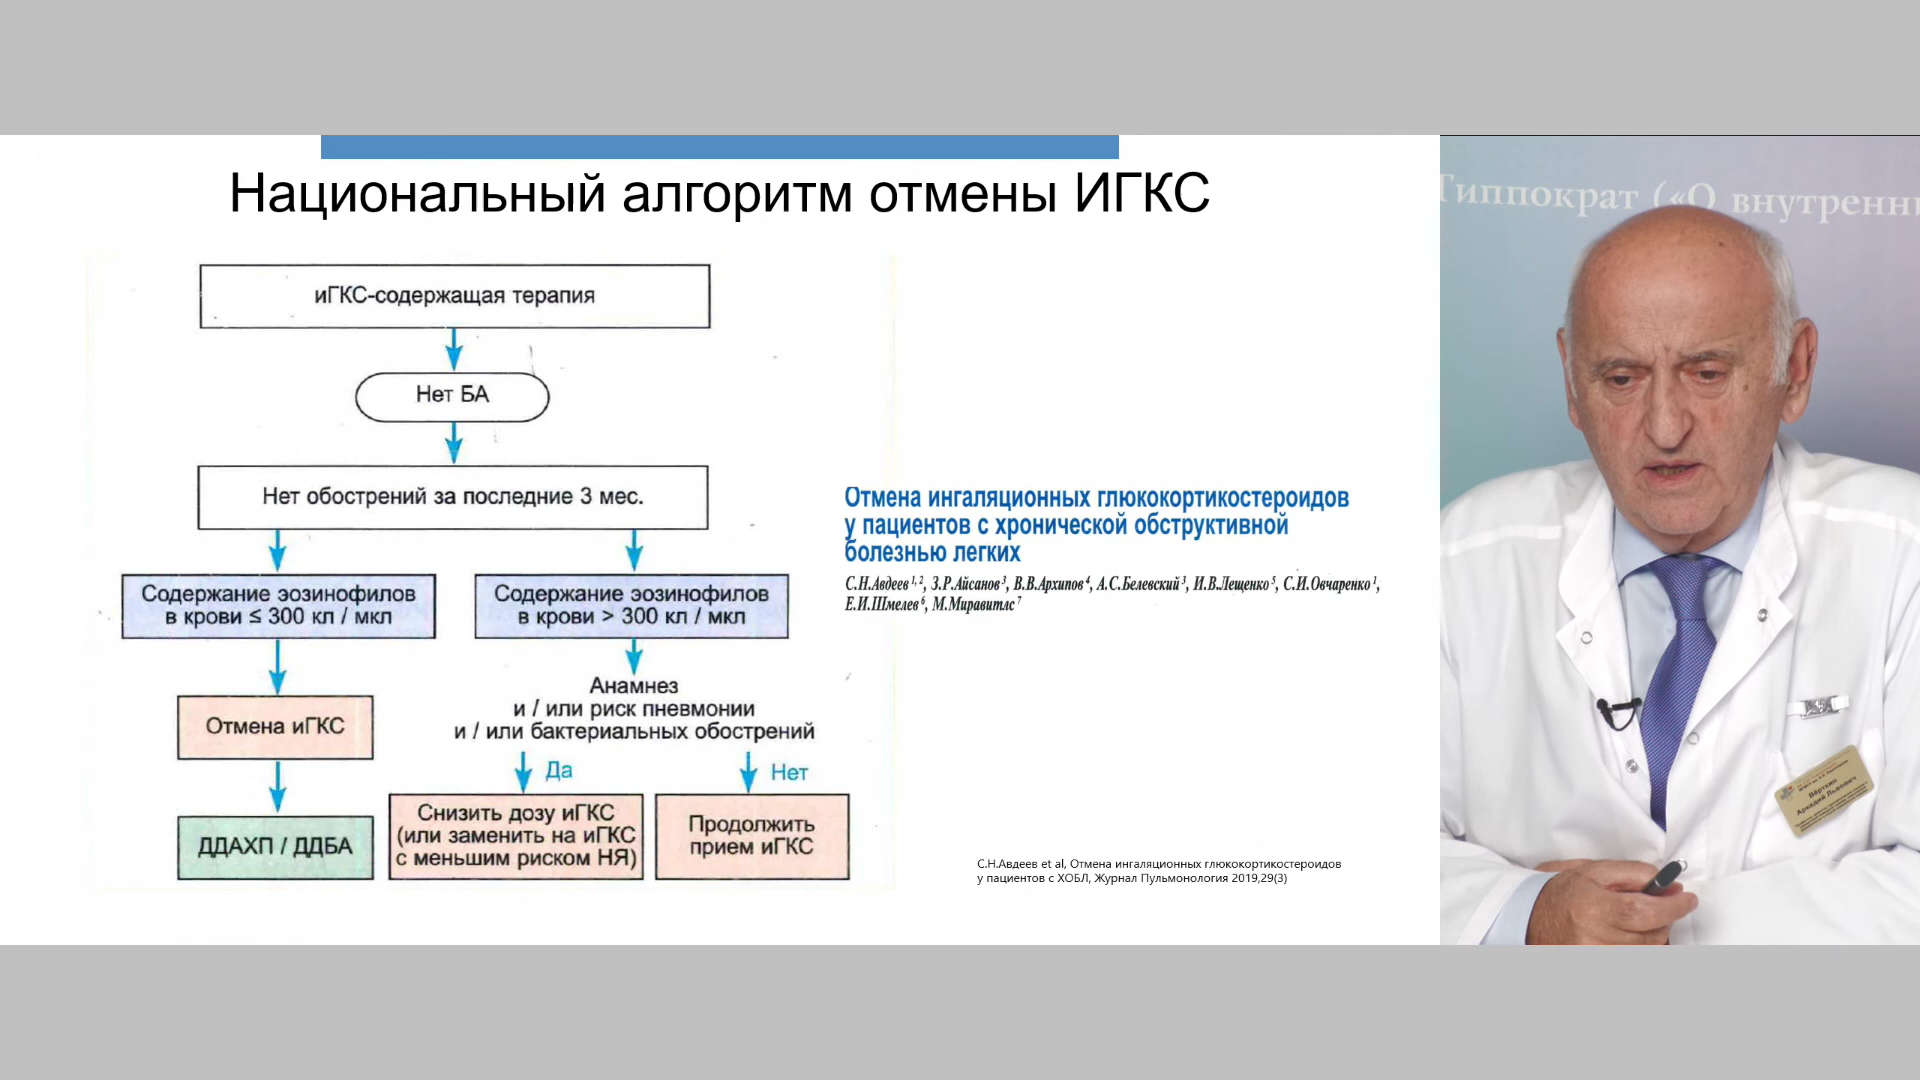 Национальный алгоритм отмены ИГКС
иГКС-содержащая терапия
Нет БА
Нет обострений за последние 3 мес.
Содержание эозинофилов
в крови ≤ 300 кл / мкл
Содержание эозинофилов
в крови > 300 кл / мкл
Анамнез
и / или риск пневмонии
и / или бактериальных обострений
Отмена иГКС
Да
Нет
ДДАХП / ДДБА
Снизить дозу иГКС
(или заменить на иГКС
с меньшим риском НЯ)
Продолжить
прием иГКС
Отмена ингаляционных глюкокортикостероидов
у пациентов с хронической обструктивной
болезнью легких
С.Н.Авдеев 1, 2, З.Р.Айсанов 3, В.В.Архипов 4, А.С.Белевский 3, И.В.Лещенко 5, С.И.Овчаренко 1,
Е.И.Шмелев 6, М.Миравитлс 7
С.Н.Авдеев et al, Отмена ингаляционных глюкокортикостероидов
у пациентов с ХОБЛ, Журнал Пульмонология 2019,29(3)
Гиппократ («О внутренн
Вёрткин
Аркадий Львович